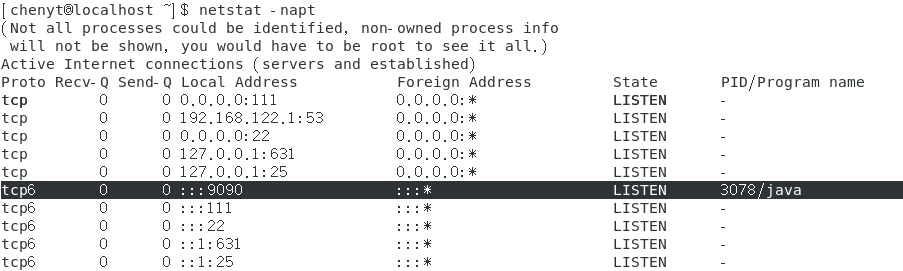 [chenyt@localhost ~]$ netstat -napt
(Not all processes could be identified, non-owned process info
 will not be shown, you would have to be root to see it all.)
Active Internet connections (servers and established)
Proto Recv-Q Send-Q Local Address           Foreign Address         State       PID/Program name
tcp        0      0 0.0.0.0:111             0.0.0.0:*               LISTEN      -
tcp        0      0 192.168.122.1:53        0.0.0.0:*               LISTEN      -
tcp        0      0 0.0.0.0:22              0.0.0.0:*               LISTEN      -
tcp        0      0 127.0.0.1:631           0.0.0.0:*               LISTEN      -
tcp        0      0 127.0.0.1:25            0.0.0.0:*               LISTEN      -
tcp6       0      0 :::9090                 :::*                    LISTEN      3078/java
tcp6       0      0 :::111                  :::*                    LISTEN      -
tcp6       0      0 :::22                   :::*                    LISTEN      -
tcp6       0      0 ::1:631                 :::*                    LISTEN      -
tcp6       0      0 ::1:25                  :::*                    LISTEN      -